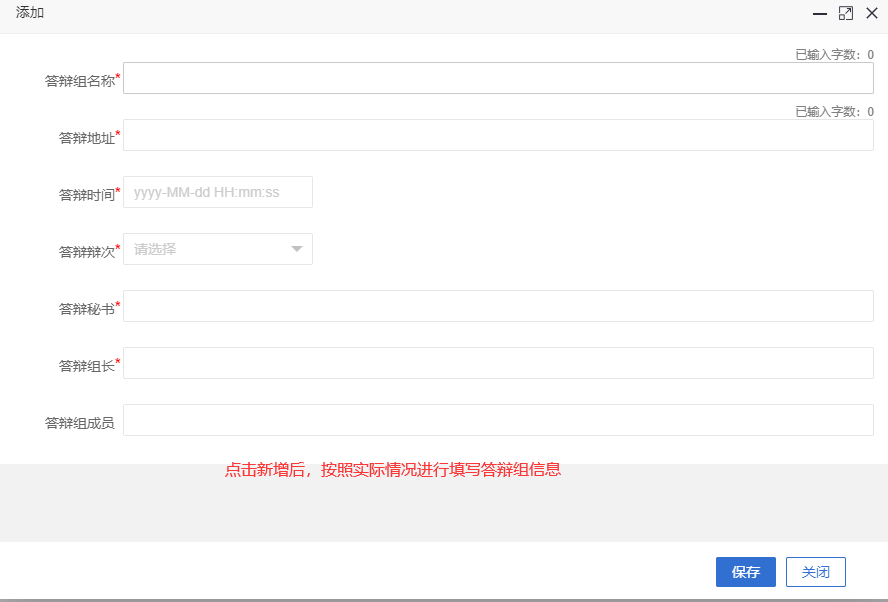 添加
已输入字数：0
答辩组名称*
已输入字数：0
答辩地址*
答辩时间* yyyy-MM-dd HH:mm:ss
答辩辩次* 请选择
答辩秘书*
答辩组长*
答辩组成员
点击新增后，按照实际情况进行填写答辩组信息
保存 关闭